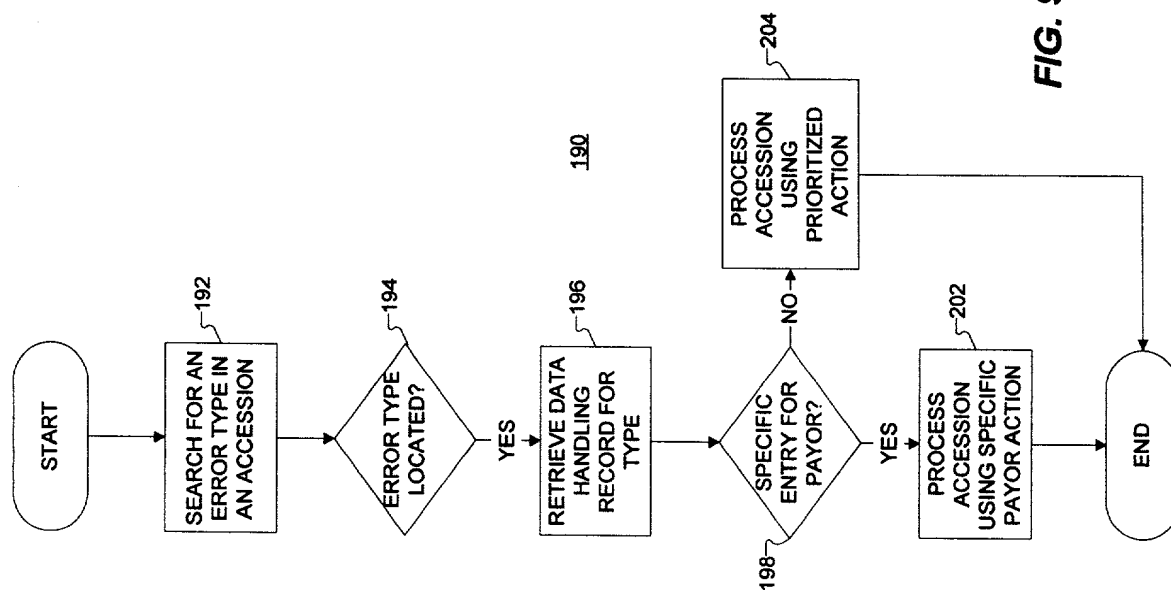 START
192
SEARCH FOR AN
ERROR TYPE IN
AN ACCESSION
194
ERROR TYPE
LOCATED?
YES
196
RETRIEVE DATA
HANDLING
RECORD FOR
TYPE
190
198
SPECIFIC
ENTRY FOR
PAYOR?
NO
204
PROCESS
ACCESSION
USING
PRIORITIZED
ACTION
YES
202
PROCESS
ACCESSION
USING SPECIFIC
PAYOR ACTION
END
FIG. 9